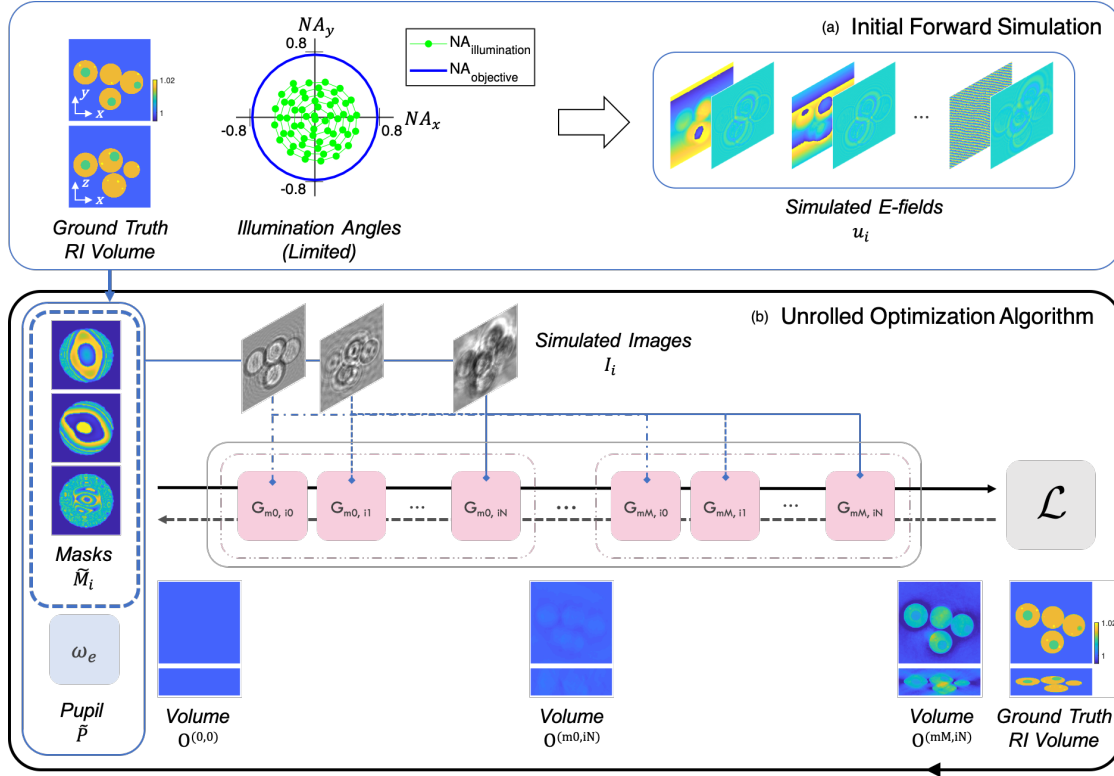 (a) Initial Forward Simulation
NA_y
0.8
NA_illumination
NA_objective
1.02
1
y
x
-0.8
0.8
NA_x
-0.8
z
x
...
Ground Truth
RI Volume
Illumination Angles
(Limited)
Simulated E-fields
u_i
(b) Unrolled Optimization Algorithm
Simulated Images
I_i
G_m0, i0
G_m0, i1
...
G_m0, iN
...
G_mM, i0
G_mM, i1
...
G_mM, iN
ℒ
Masks
M̃_i
ω_e
Pupil
P̃
1.02
1
Volume
O^(0,0)
Volume
O^(m0,iN)
Volume
O^(mM,iN)
Ground Truth
RI Volume